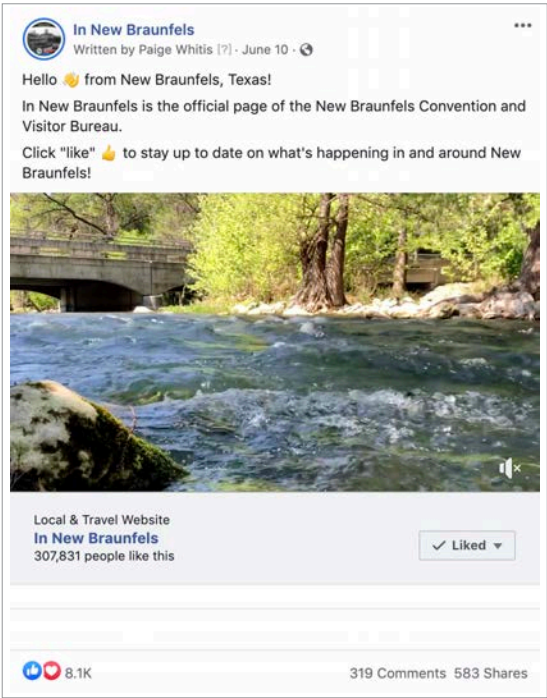 In New Braunfels
Written by Paige Whitis [?] · June 10 ·
Hello 👋 from New Braunfels, Texas!
In New Braunfels is the official page of the New Braunfels Convention and
Visitor Bureau.
Click "like" 👍 to stay up to date on what's happening in and around New
Braunfels!
Local & Travel Website
In New Braunfels
307,831 people like this
Liked
8.1K
319 Comments 583 Shares